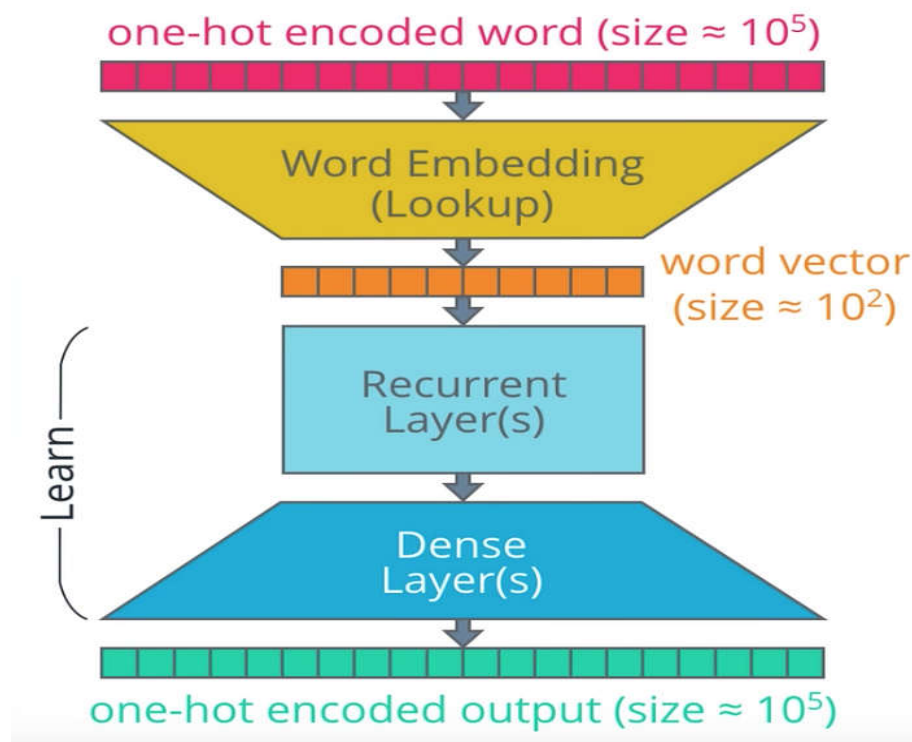 one-hot encoded word (size ≈ 10⁵)
Word Embedding
(Lookup)
word vector
(size ≈ 10²)
Recurrent
Layer(s)
Learn
Dense
Layer(s)
one-hot encoded output (size ≈ 10⁵)